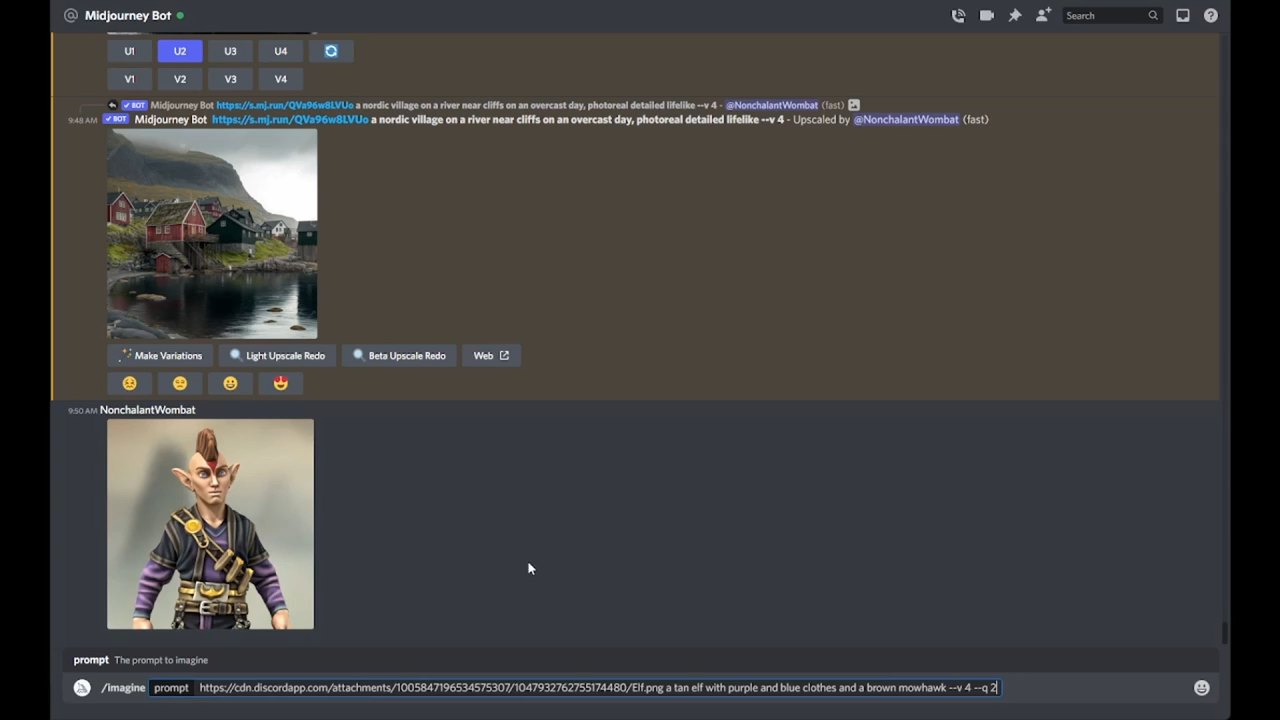 Midjourney Bot
Search
U1 U2 U3 U4
V1 V2 V3 V4
BOT Midjourney Bot https://s.mj.run/QVa96w8LVUo a nordic village on a river near cliffs on an overcast day, photoreal detailed lifelike --v 4 - @NonchalantWombat (fast)
9:48 AM BOT Midjourney Bot https://s.mj.run/QVa96w8LVUo a nordic village on a river near cliffs on an overcast day, photoreal detailed lifelike --v 4 - Upscaled by @NonchalantWombat (fast)
Make Variations Light Upscale Redo Beta Upscale Redo Web
9:50 AM NonchalantWombat
prompt The prompt to imagine
/imagine prompt https://cdn.discordapp.com/attachments/1005847196534575307/1047932762755174480/Elf.png a tan elf with purple and blue clothes and a brown mowhawk --v 4 --q 2